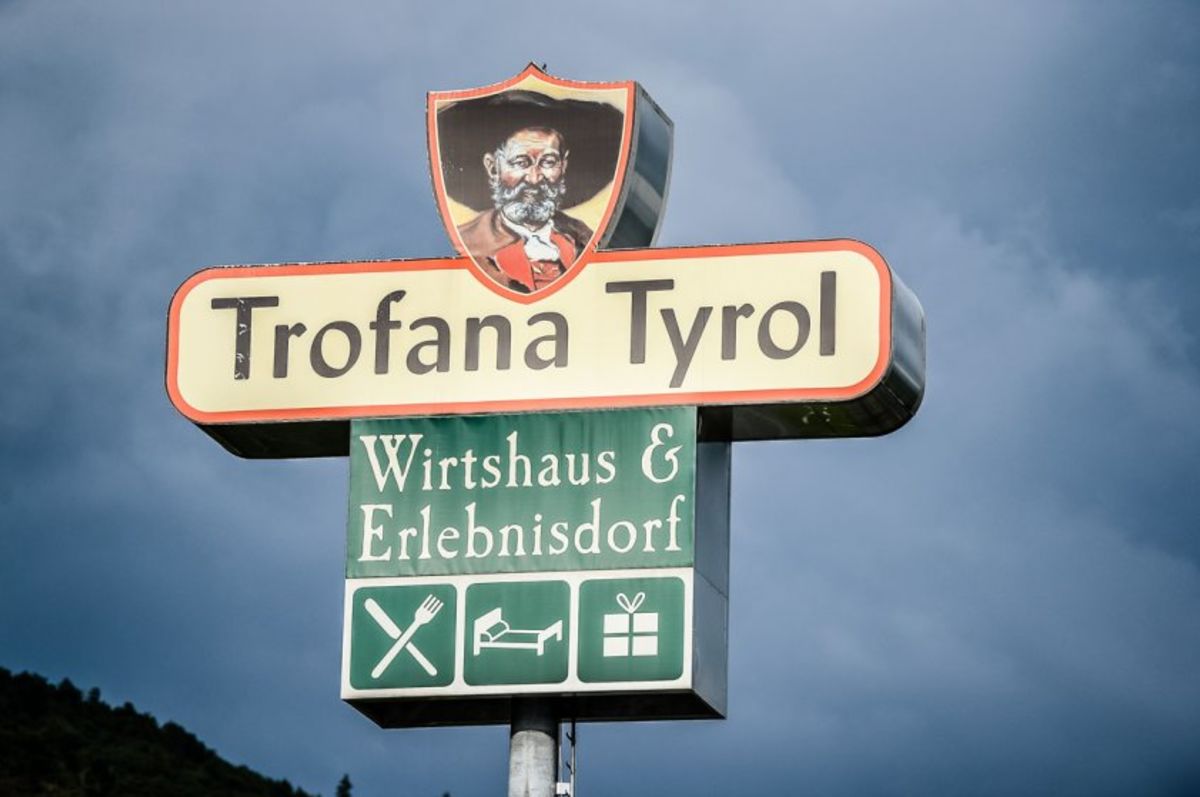 Trofana Tyrol
Wirtshaus &
Erlebnisdorf